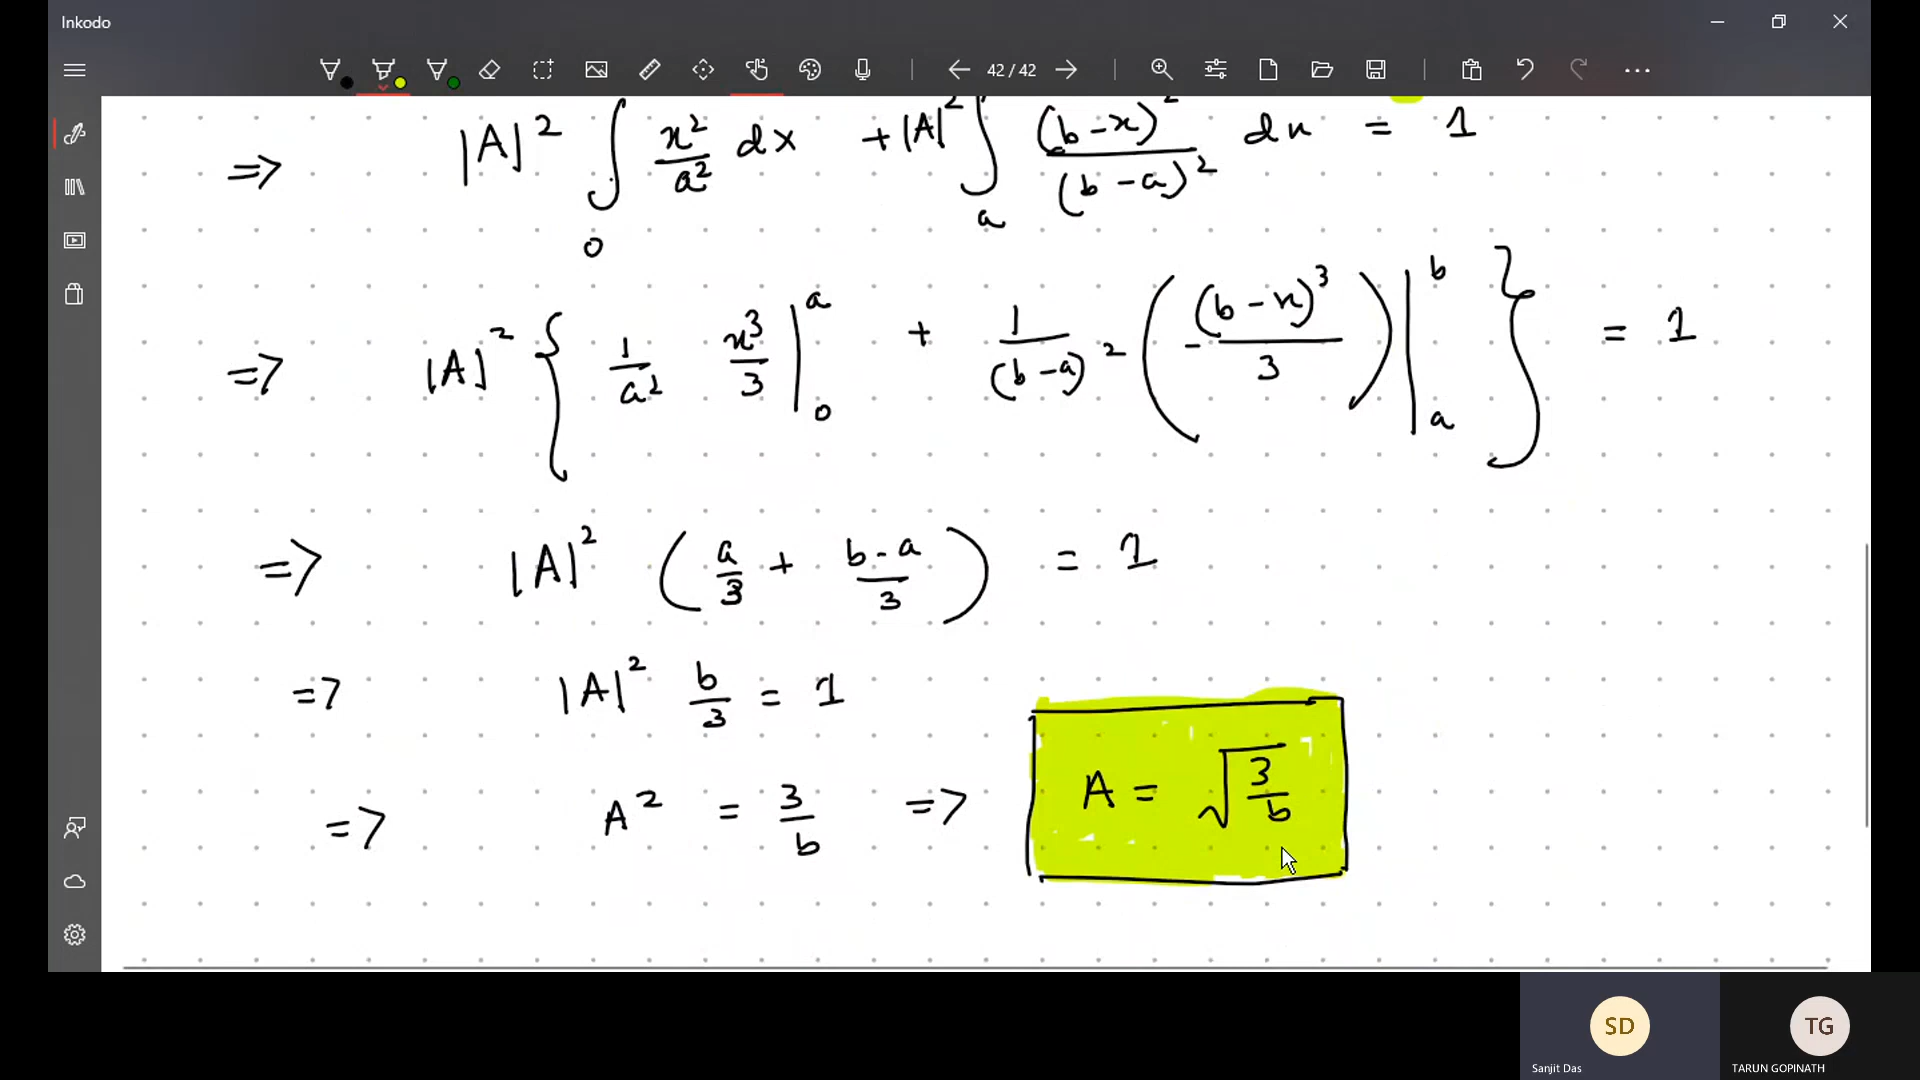 Inkodo
42 / 42
=> |A|² ∫₀ x²/a² dx + |A|² ∫ₐ (b-x)²/(b-a)² dx = 1
=> |A|² { 1/a² x³/3 |₀ᵃ + 1/(b-a)² ( -(b-x)³/3 ) |ₐᵇ } = 1
=> |A|² ( a/3 + b-a/3 ) = 1
=> |A|² b/3 = 1
=> A² = 3/b => A = √(3/b)
SD
TG
Sanjit Das
TARUN GOPINATH